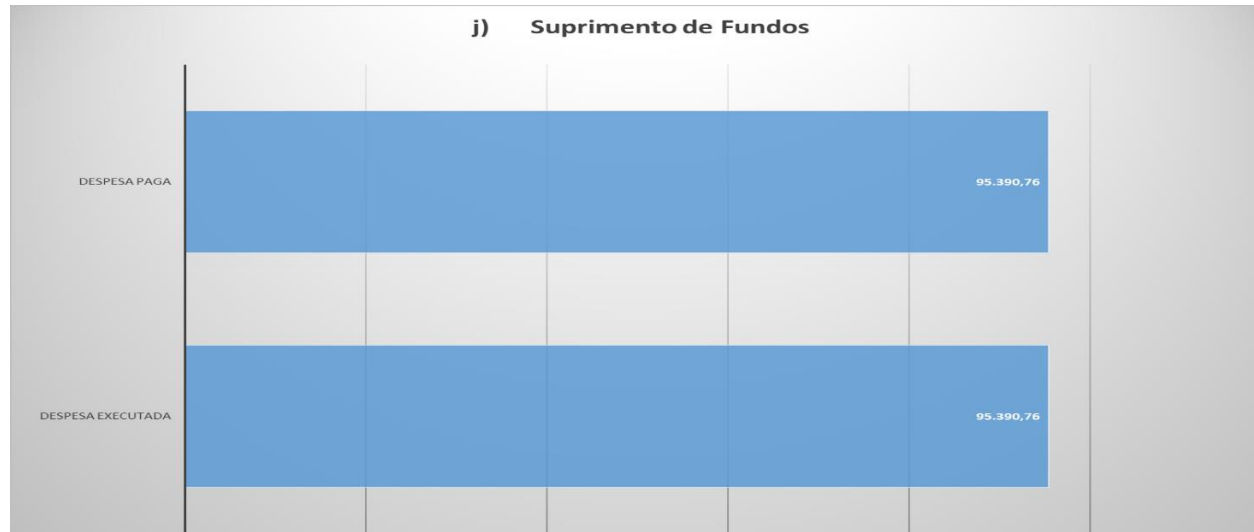 j) Suprimento de Fundos
DESPESA PAGA
95.390,76
DESPESA EXECUTADA
95.390,76